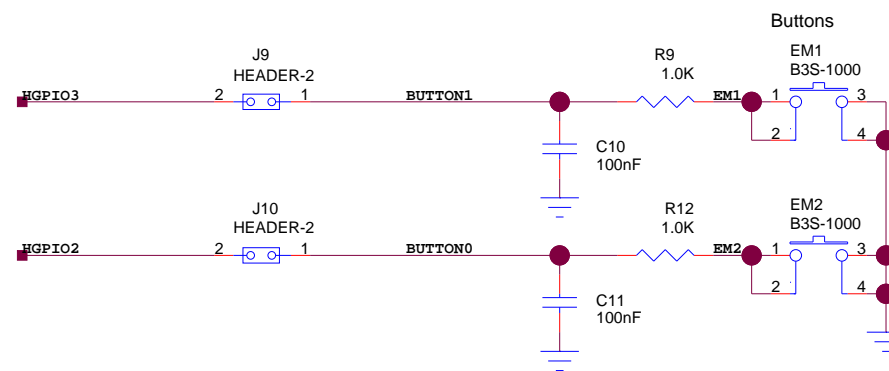 Buttons
J9
HEADER-2
R9
1.0K
EM1
B3S-1000
HGPIO3
2
1
BUTTON1
EM1
1
3
2
4
C10
100nF
J10
HEADER-2
R12
1.0K
EM2
B3S-1000
HGPIO2
2
1
BUTTON0
EM2
1
3
2
4
C11
100nF